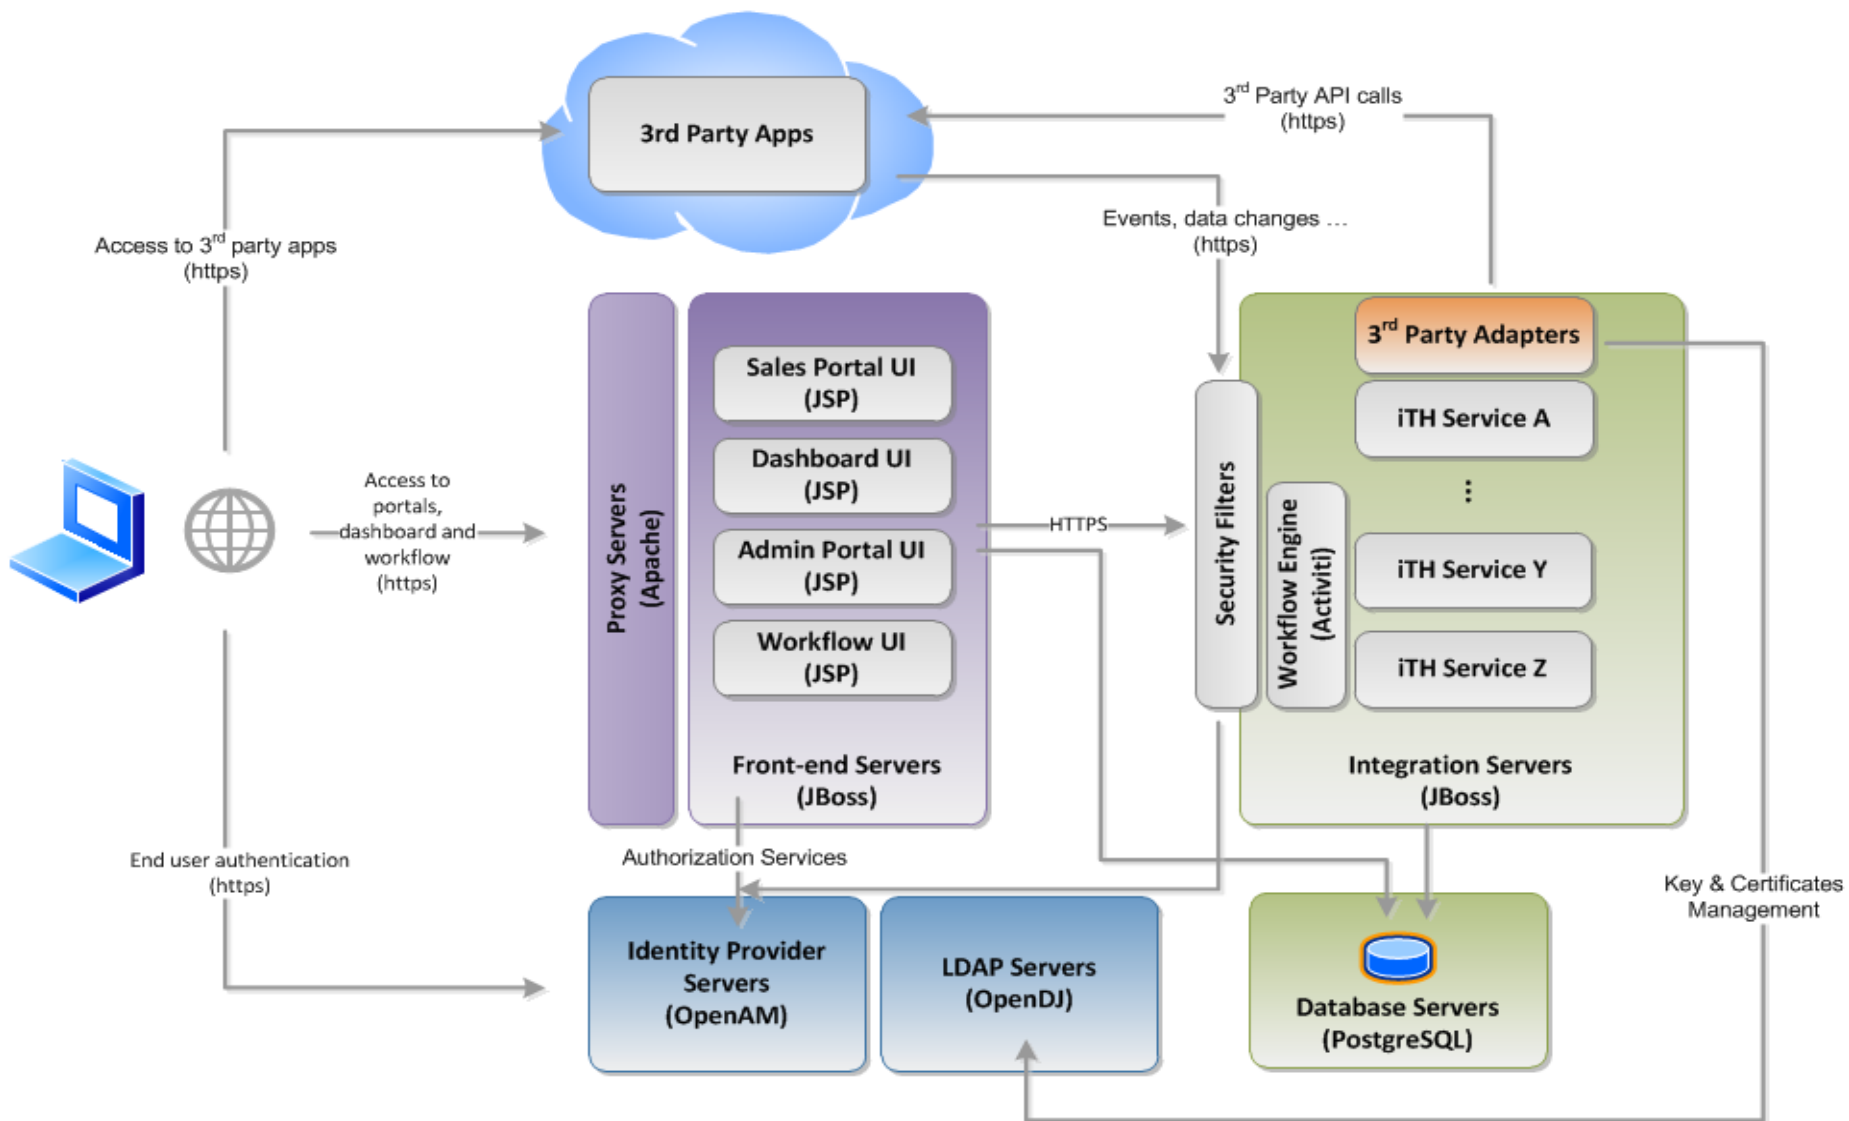 3rd Party Apps
3rd Party API calls
(https)
Events, data changes ...
(https)
Access to 3rd party apps
(https)
Access to
portals,
dashboard and
workflow
(https)
End user authentication
(https)
Proxy Servers
(Apache)
Sales Portal UI
(JSP)
Dashboard UI
(JSP)
Admin Portal UI
(JSP)
Workflow UI
(JSP)
Front-end Servers
(JBoss)
HTTPS
Security Filters
Workflow Engine
(Activiti)
3rd Party Adapters
iTH Service A
...
iTH Service Y
iTH Service Z
Integration Servers
(JBoss)
Authorization Services
Key & Certificates
Management
Identity Provider
Servers
(OpenAM)
LDAP Servers
(OpenDJ)
Database Servers
(PostgreSQL)